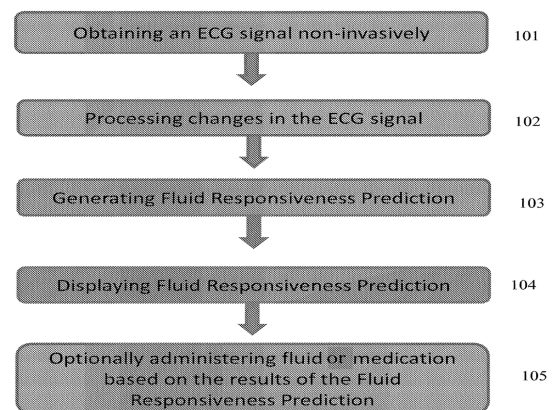 Obtaining an ECG signal non-invasively 101
Processing changes in the ECG signal 102
Generating Fluid Responsiveness Prediction 103
Displaying Fluid Responsiveness Prediction 104
Optionally administering fluid or medication
based on the results of the Fluid 105
Responsiveness Prediction